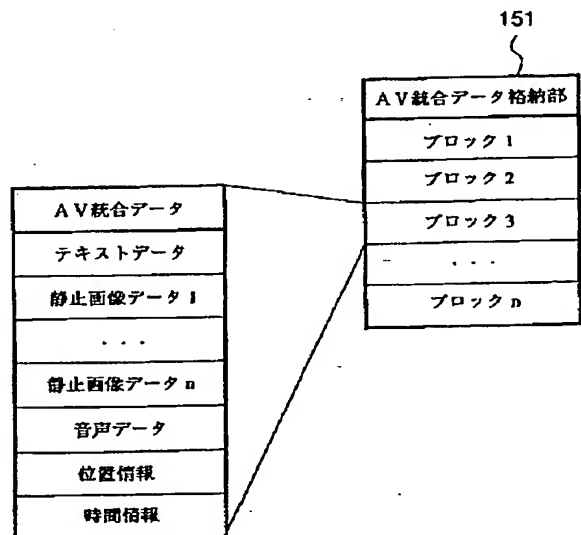 151
AV統合データ格納部
ブロック1
ブロック2
ブロック3
・・・
ブロックn
AV統合データ
テキストデータ
静止画像データ1
・・・
静止画像データn
音声データ
位置情報
時間情報